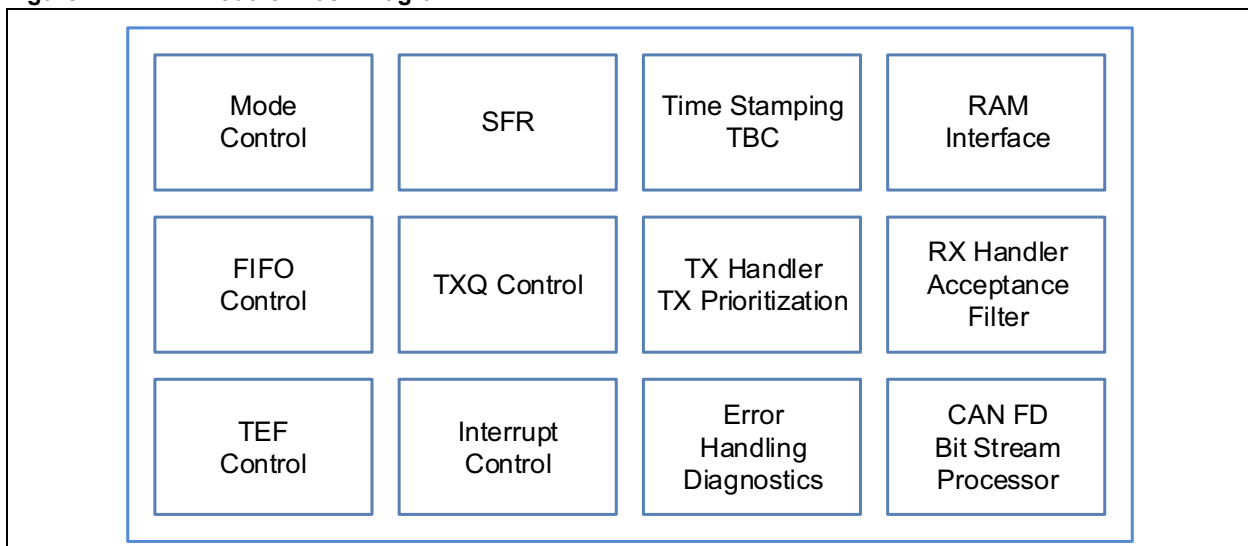 Mode
Control
SFR
Time Stamping
TBC
RAM
Interface
FIFO
Control
TXQ Control
TX Handler
TX Prioritization
RX Handler
Acceptance
Filter
TEF
Control
Interrupt
Control
Error
Handling
Diagnostics
CAN FD
Bit Stream
Processor